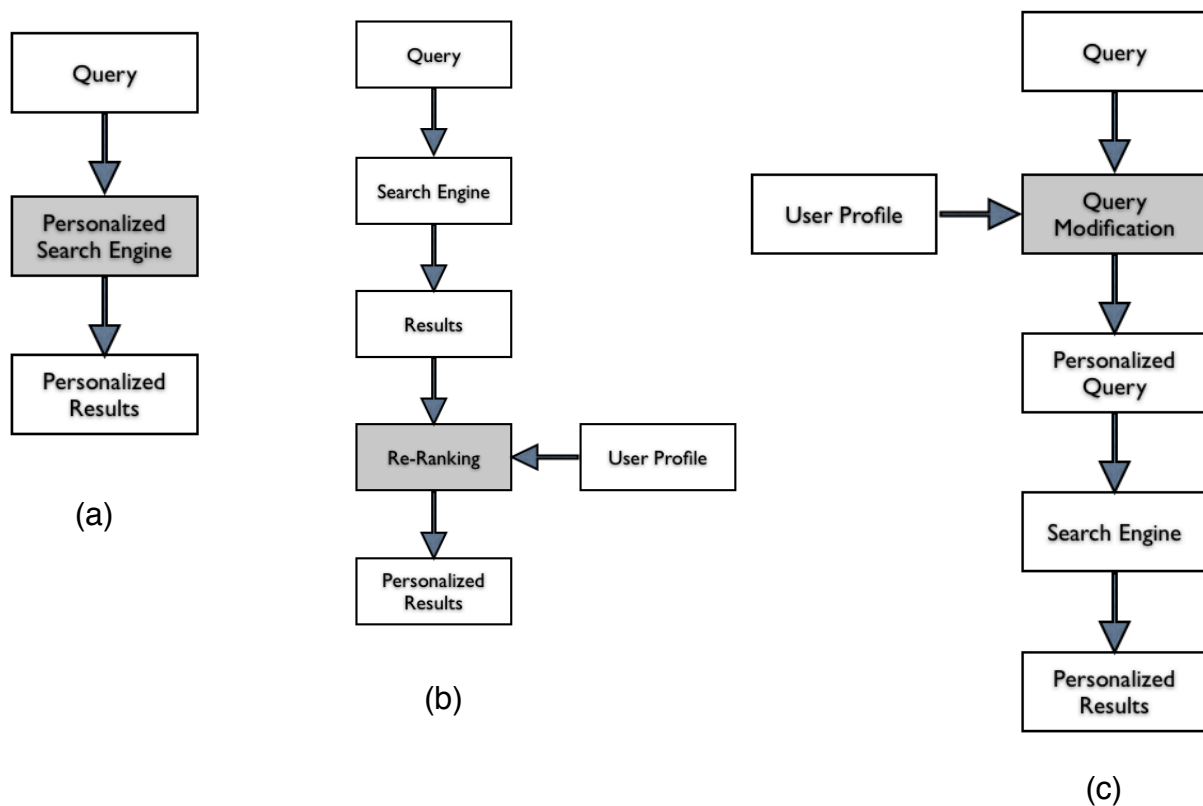 Query
Personalized
Search Engine
Personalized
Results
(a)
Query
Search Engine
Results
Re-Ranking
User Profile
Personalized
Results
(b)
Query
User Profile
Query
Modification
Personalized
Query
Search Engine
Personalized
Results
(c)